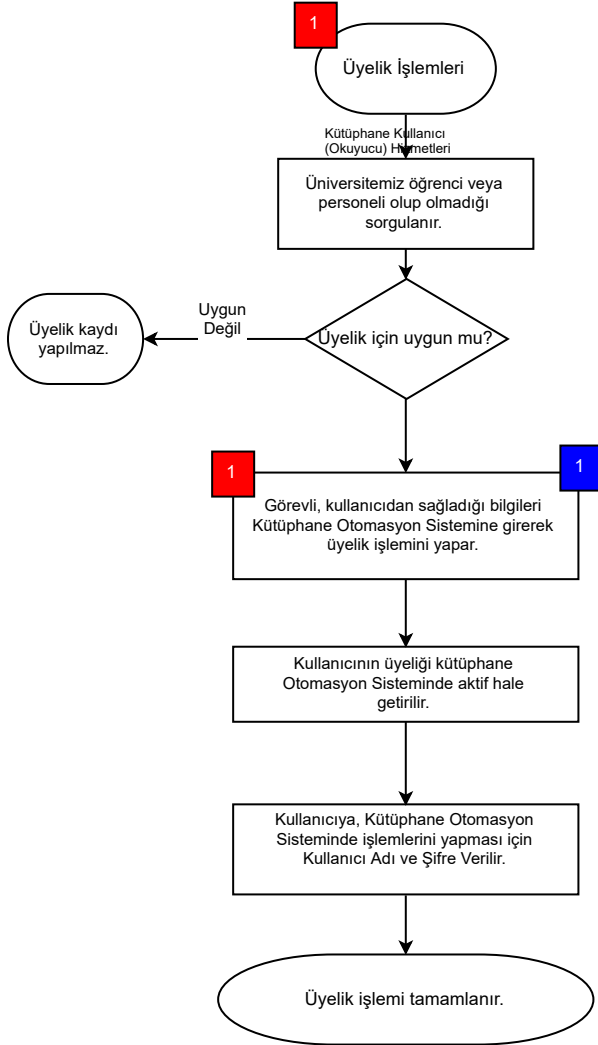 1
Üyelik İşlemleri
Kütüphane Kullanıcı
(Okuyucu) Hizmetleri
Üniversitemiz öğrenci veya
personeli olup olmadığı
sorgulanır.
Uygun
Değil
Üyelik kaydı
yapılmaz.
Üyelik için uygun mu?
1
1
Görevli, kullanıcıdan sağladığı bilgileri
Kütüphane Otomasyon Sistemine girerek
üyelik işlemini yapar.
Kullanıcının üyeliği kütüphane
Otomasyon Sisteminde aktif hale
getirilir.
Kullanıcıya, Kütüphane Otomasyon
Sisteminde işlemlerini yapması için
Kullanıcı Adı ve Şifre Verilir.
Üyelik işlemi tamamlanır.